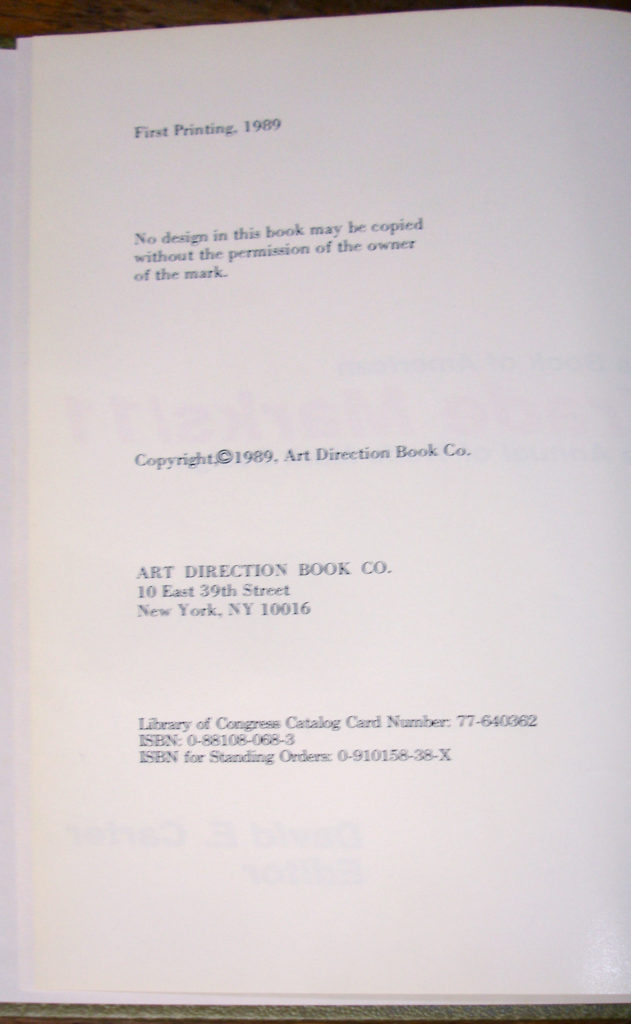 First Printing, 1989
No design in this book may be copied
without the permission of the owner
of the mark.
Copyright,©1989, Art Direction Book Co.
ART DIRECTION BOOK CO.
10 East 39th Street
New York, NY 10016
Library of Congress Catalog Card Number: 77-640362
ISBN: 0-88108-068-3
ISBN for Standing Orders: 0-910158-38-X
David E. Carter
Editor